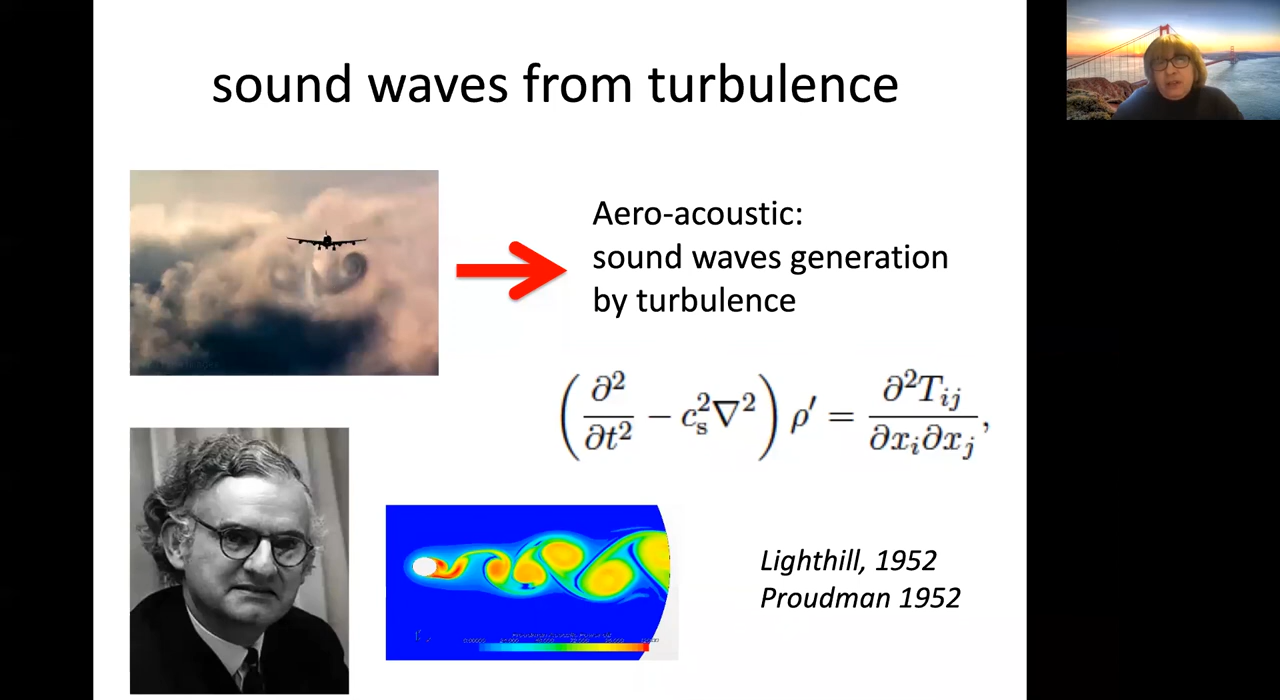 sound waves from turbulence
Aero-acoustic:
sound waves generation
by turbulence
(∂²/∂t² − c_s²∇²) ρ′ = ∂²T_ij/∂x_i∂x_j,
Lighthill, 1952
Proudman 1952